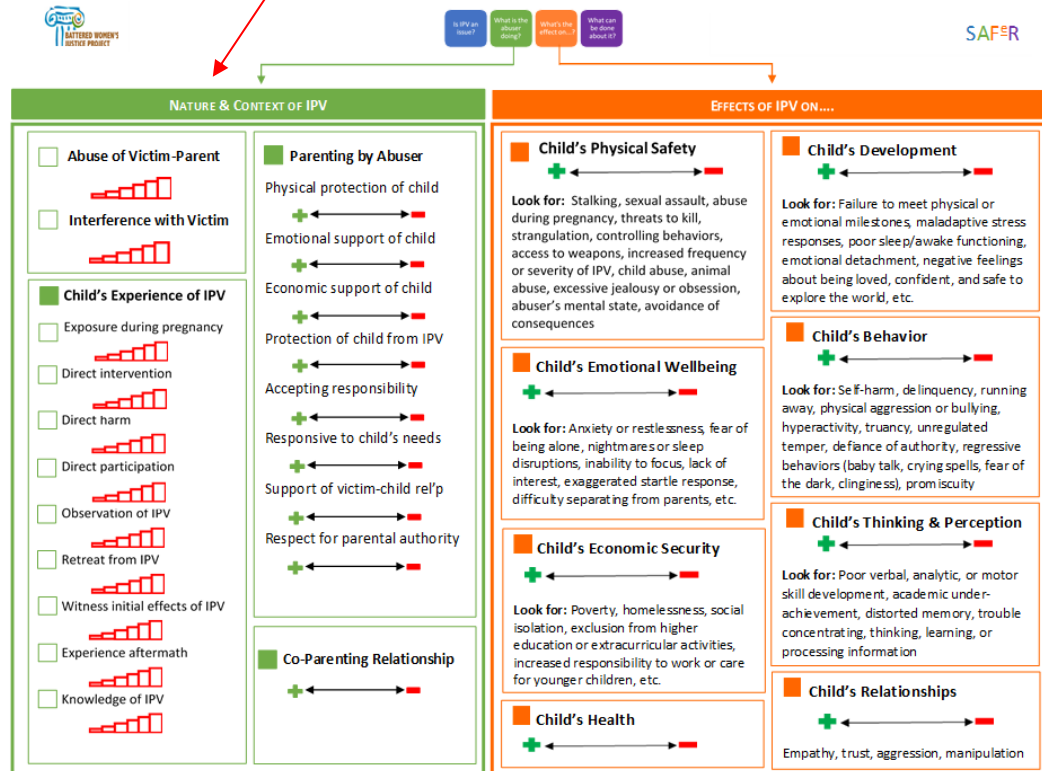 BATTERED WOMEN'S
JUSTICE PROJECT
Is IPV an
issue?
What is the
abuser
doing?
What's the
effect on...?
What can
be done
about it?
SAFeR
NATURE & CONTEXT OF IPV
Abuse of Victim-Parent
Interference with Victim
Child's Experience of IPV
Exposure during pregnancy
Direct intervention
Direct harm
Direct participation
Observation of IPV
Retreat from IPV
Witness initial effects of IPV
Experience aftermath
Knowledge of IPV
Parenting by Abuser
Physical protection of child
Emotional support of child
Economic support of child
Protection of child from IPV
Accepting responsibility
Responsive to child's needs
Support of victim-child rel'p
Respect for parental authority
Co-Parenting Relationship
EFFECTS OF IPV ON....
Child's Physical Safety
Look for: Stalking, sexual assault, abuse
during pregnancy, threats to kill,
strangulation, controlling behaviors,
access to weapons, increased frequency
or severity of IPV, child abuse, animal
abuse, excessive jealousy or obsession,
abuser's mental state, avoidance of
consequences
Child's Emotional Wellbeing
Look for: Anxiety or restlessness, fear of
being alone, nightmares or sleep
disruptions, inability to focus, lack of
interest, exaggerated startle response,
difficulty separating from parents, etc.
Child's Economic Security
Look for: Poverty, homelessness, social
isolation, exclusion from higher
education or extracurricular activities,
increased responsibility to work or care
for younger children, etc.
Child's Health
Child's Development
Look for: Failure to meet physical or
emotional milestones, maladaptive stress
responses, poor sleep/awake functioning,
emotional detachment, negative feelings
about being loved, confident, and safe to
explore the world, etc.
Child's Behavior
Look for: Self-harm, delinquency, running
away, physical aggression or bullying,
hyperactivity, truancy, unregulated
temper, defiance of authority, regressive
behaviors (baby talk, crying spells, fear of
the dark, clinginess), promiscuity
Child's Thinking & Perception
Look for: Poor verbal, analytic, or motor
skill development, academic under-
achievement, distorted memory, trouble
concentrating, thinking, learning, or
processing information
Child's Relationships
Empathy, trust, aggression, manipulation